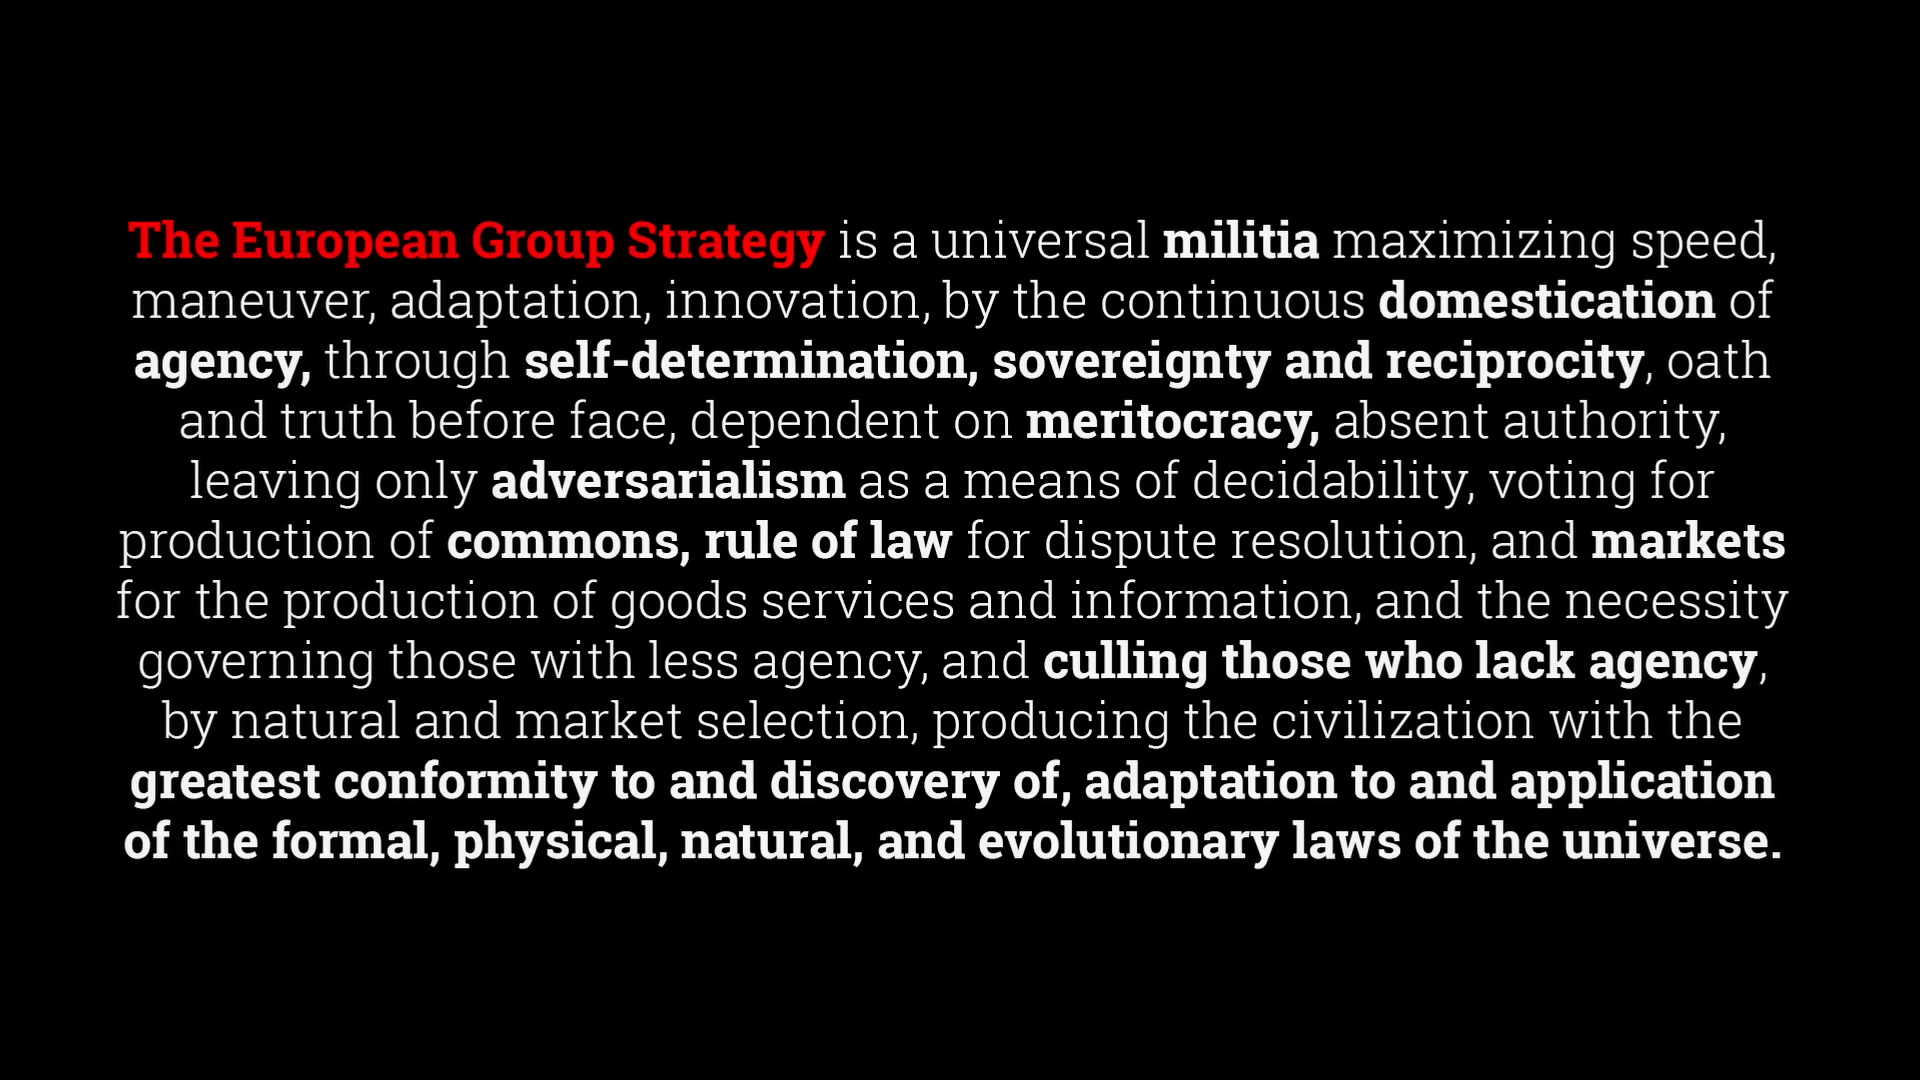 The European Group Strategy is a universal militia maximizing speed,
maneuver, adaptation, innovation, by the continuous domestication of
agency, through self-determination, sovereignty and reciprocity, oath
and truth before face, dependent on meritocracy, absent authority,
leaving only adversarialism as a means of decidability, voting for
production of commons, rule of law for dispute resolution, and markets
for the production of goods services and information, and the necessity
governing those with less agency, and culling those who lack agency,
by natural and market selection, producing the civilization with the
greatest conformity to and discovery of, adaptation to and application
of the formal, physical, natural, and evolutionary laws of the universe.